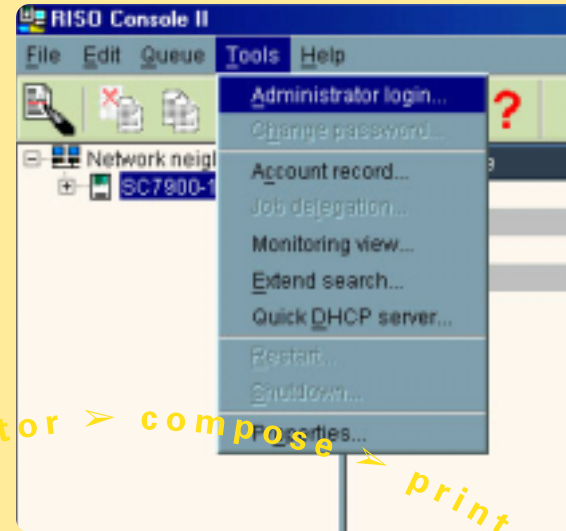 RISO Console II
File Edit Queue Tools Help
Administrator login...
Change password...
Network neigl
SC7900-1
Account record...
Job delegation...
Monitoring view...
Extend search...
Quick DHCP server...
Restart...
Shutdown...
Properties...
tor ➢ compose ➢ print